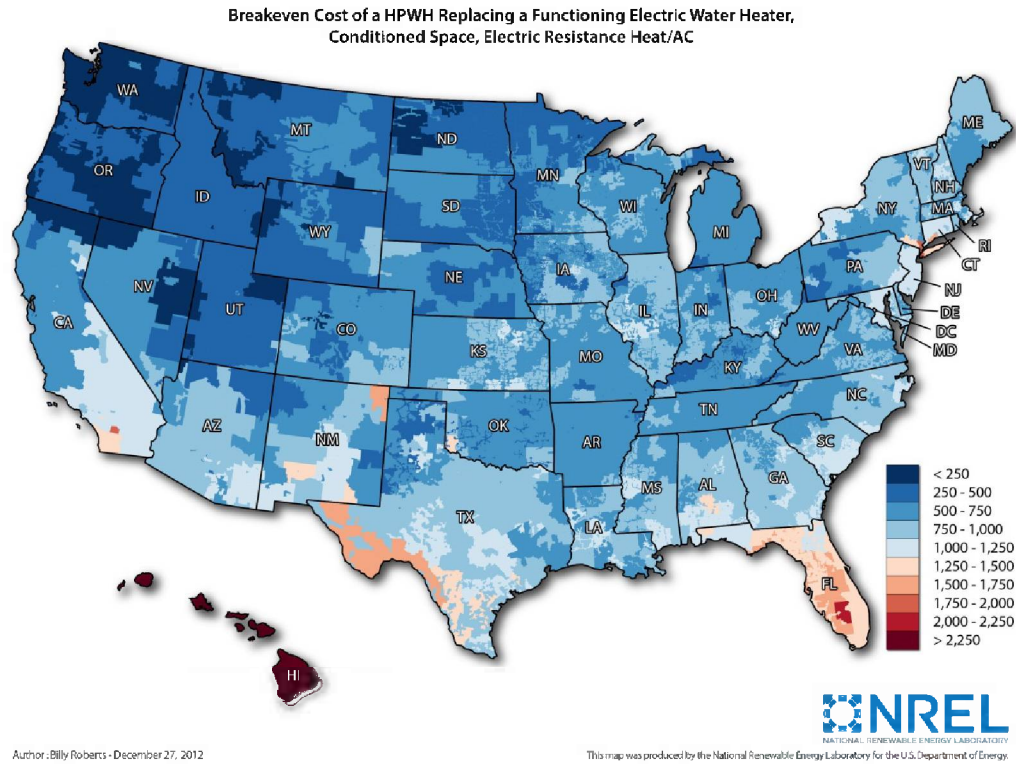 Breakeven Cost of a HPWH Replacing a Functioning Electric Water Heater,
Conditioned Space, Electric Resistance Heat/AC
WA
MT
ND
ME
OR
MN
VT
NH
ID
SD
WI
NY
MA
WY
MI
RI
CT
NE
IA
PA
NV
UT
OH
NJ
CO
IL
IN
DE
CA
WV
DC
KS
MO
VA
MD
KY
AZ
NM
OK
TN
NC
AR
SC
MS
AL
GA
TX
LA
FL
HI
< 250
250 - 500
500 - 750
750 - 1,000
1,000 - 1,250
1,250 - 1,500
1,500 - 1,750
1,750 - 2,000
2,000 - 2,250
> 2,250
NREL
NATIONAL RENEWABLE ENERGY LABORATORY
Author : Billy Roberts - December 27, 2012
This map was produced by the National Renewable Energy Laboratory for the U.S. Department of Energy.